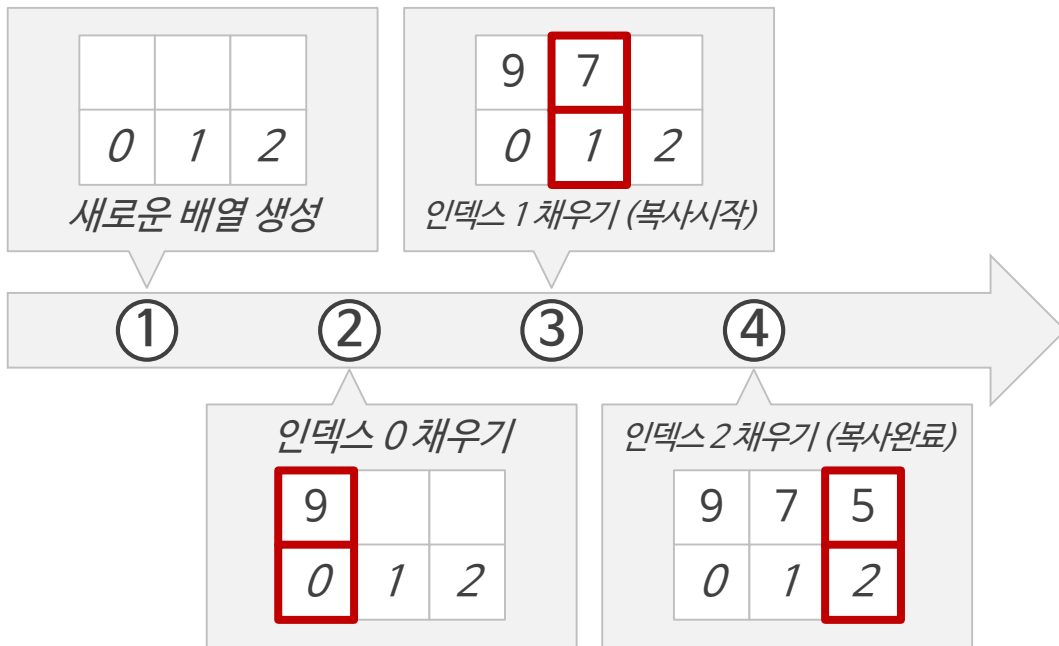 0 1 2
새로운 배열 생성
9 7
0 1 2
인덱스 1 채우기 (복사시작)
① ② ③ ④
인덱스 0 채우기
9
0 1 2
인덱스 2 채우기 (복사완료)
9 7 5
0 1 2